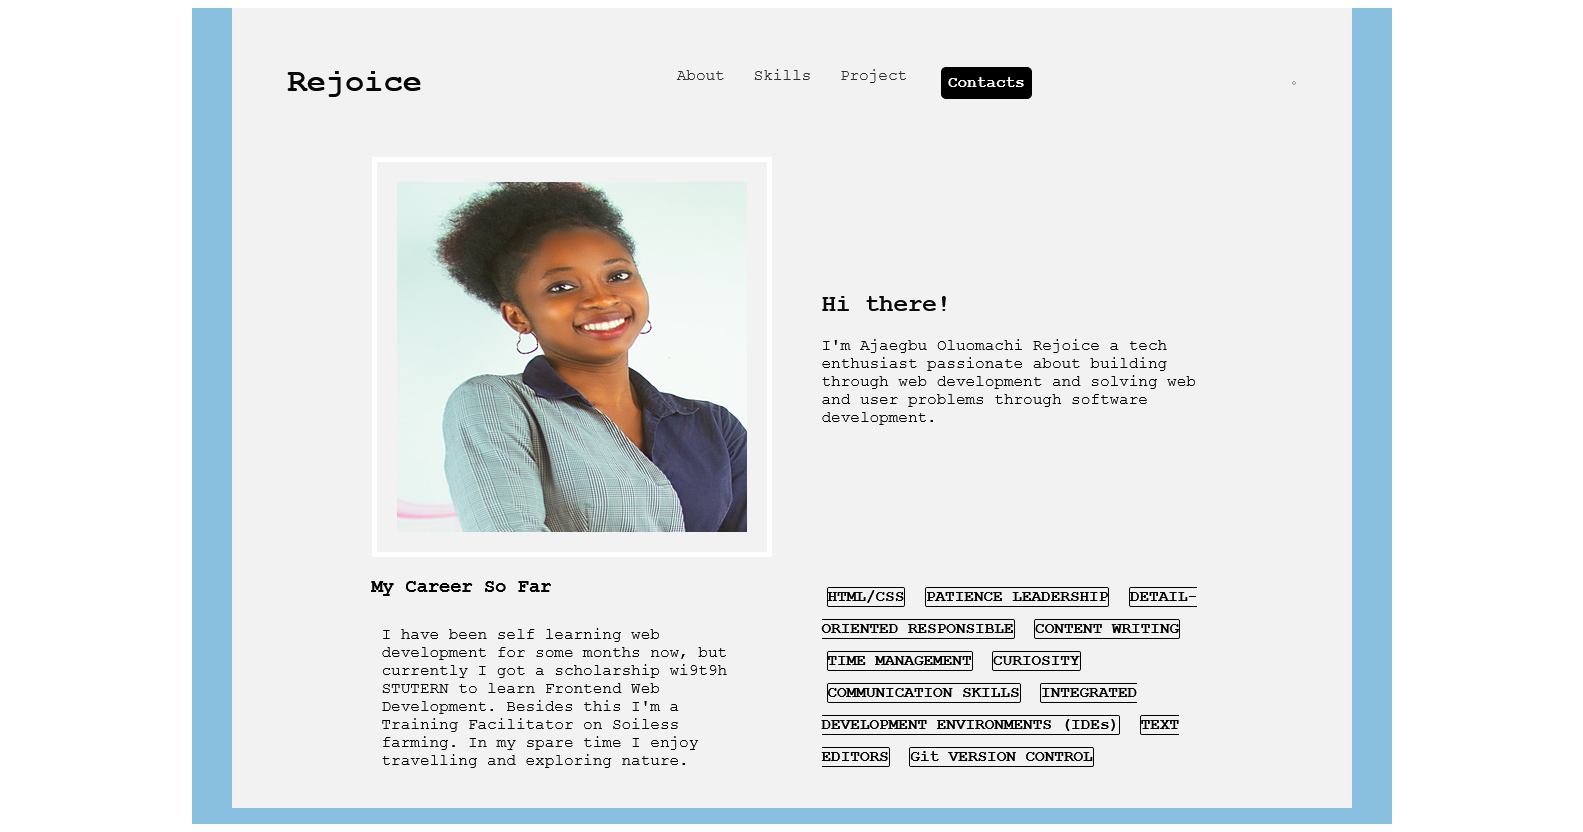 Rejoice
About Skills Project Contacts
Hi there!
I'm Ajaegbu Oluomachi Rejoice a tech
enthusiast passionate about building
through web development and solving web
and user problems through software
development.
My Career So Far
I have been self learning web
development for some months now, but
currently I got a scholarship wi9t9h
STUTERN to learn Frontend Web
Development. Besides this I'm a
Training Facilitator on Soiless
farming. In my spare time I enjoy
travelling and exploring nature.
HTML/CSS PATIENCE LEADERSHIP DETAIL-
ORIENTED RESPONSIBLE CONTENT WRITING
TIME MANAGEMENT CURIOSITY
COMMUNICATION SKILLS INTEGRATED
DEVELOPMENT ENVIRONMENTS (IDEs) TEXT
EDITORS Git VERSION CONTROL